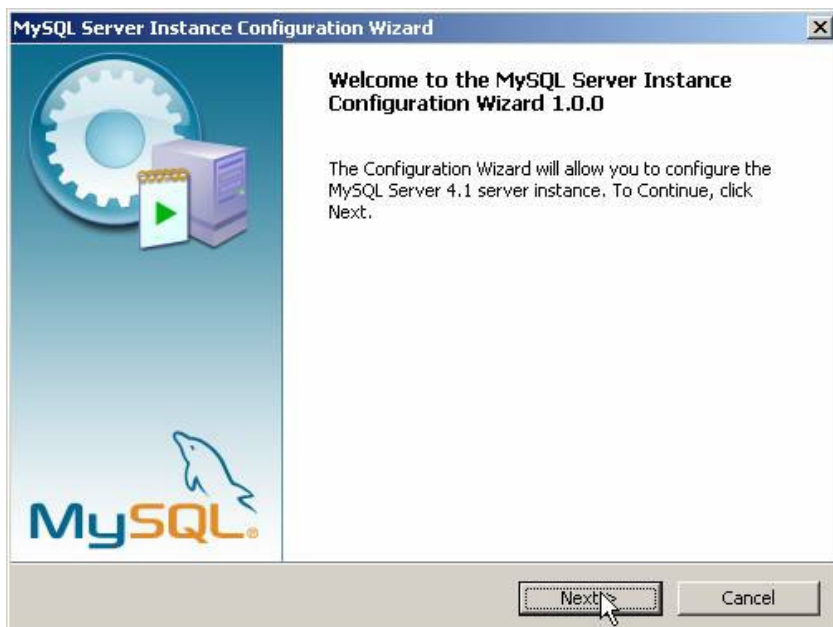 MySQL Server Instance Configuration Wizard
Welcome to the MySQL Server Instance
Configuration Wizard 1.0.0
The Configuration Wizard will allow you to configure the
MySQL Server 4.1 server instance. To Continue, click
Next.
MySQL®
Next >
Cancel